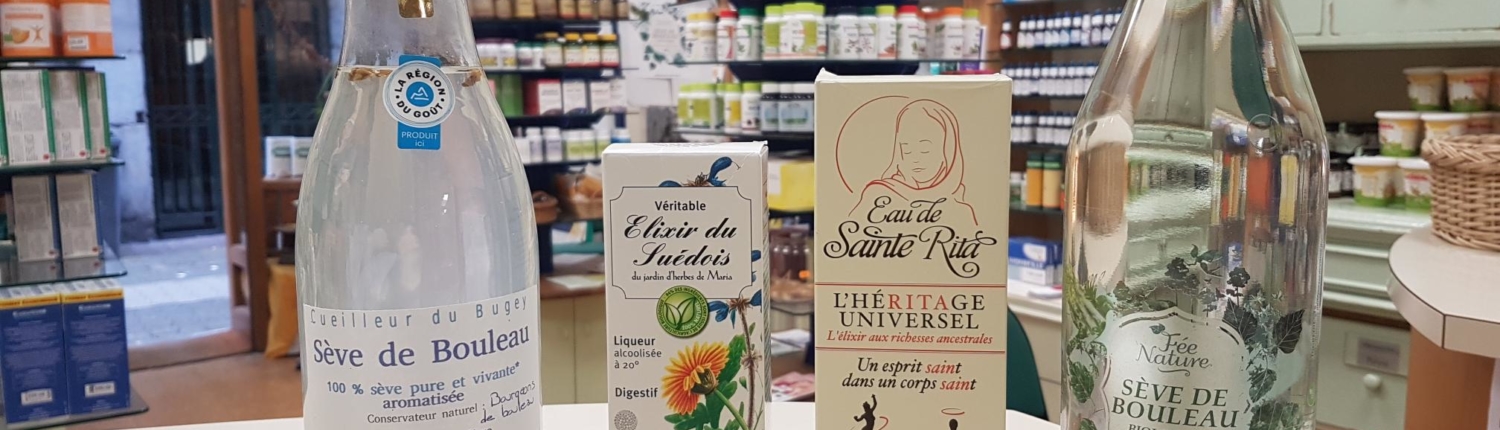 LA RÉGION
DU GOÛT
PRODUIT
ici
Cueilleur du Bugey
Sève de Bouleau
100 % sève pure et vivante*
aromatisée
Conservateur naturel : Bourgeons
de bouleau
Véritable
Elixir du
Suédois
du jardin d'herbes de Maria
Liqueur
alcoolisée
à 20°
Digestif
Eau de
Sainte Rita
L'HÉRITAGE
UNIVERSEL
L'élixir aux richesses ancestrales
Un esprit saint
dans un corps saint
Fée
Nature
SÈVE DE
BOULEAU